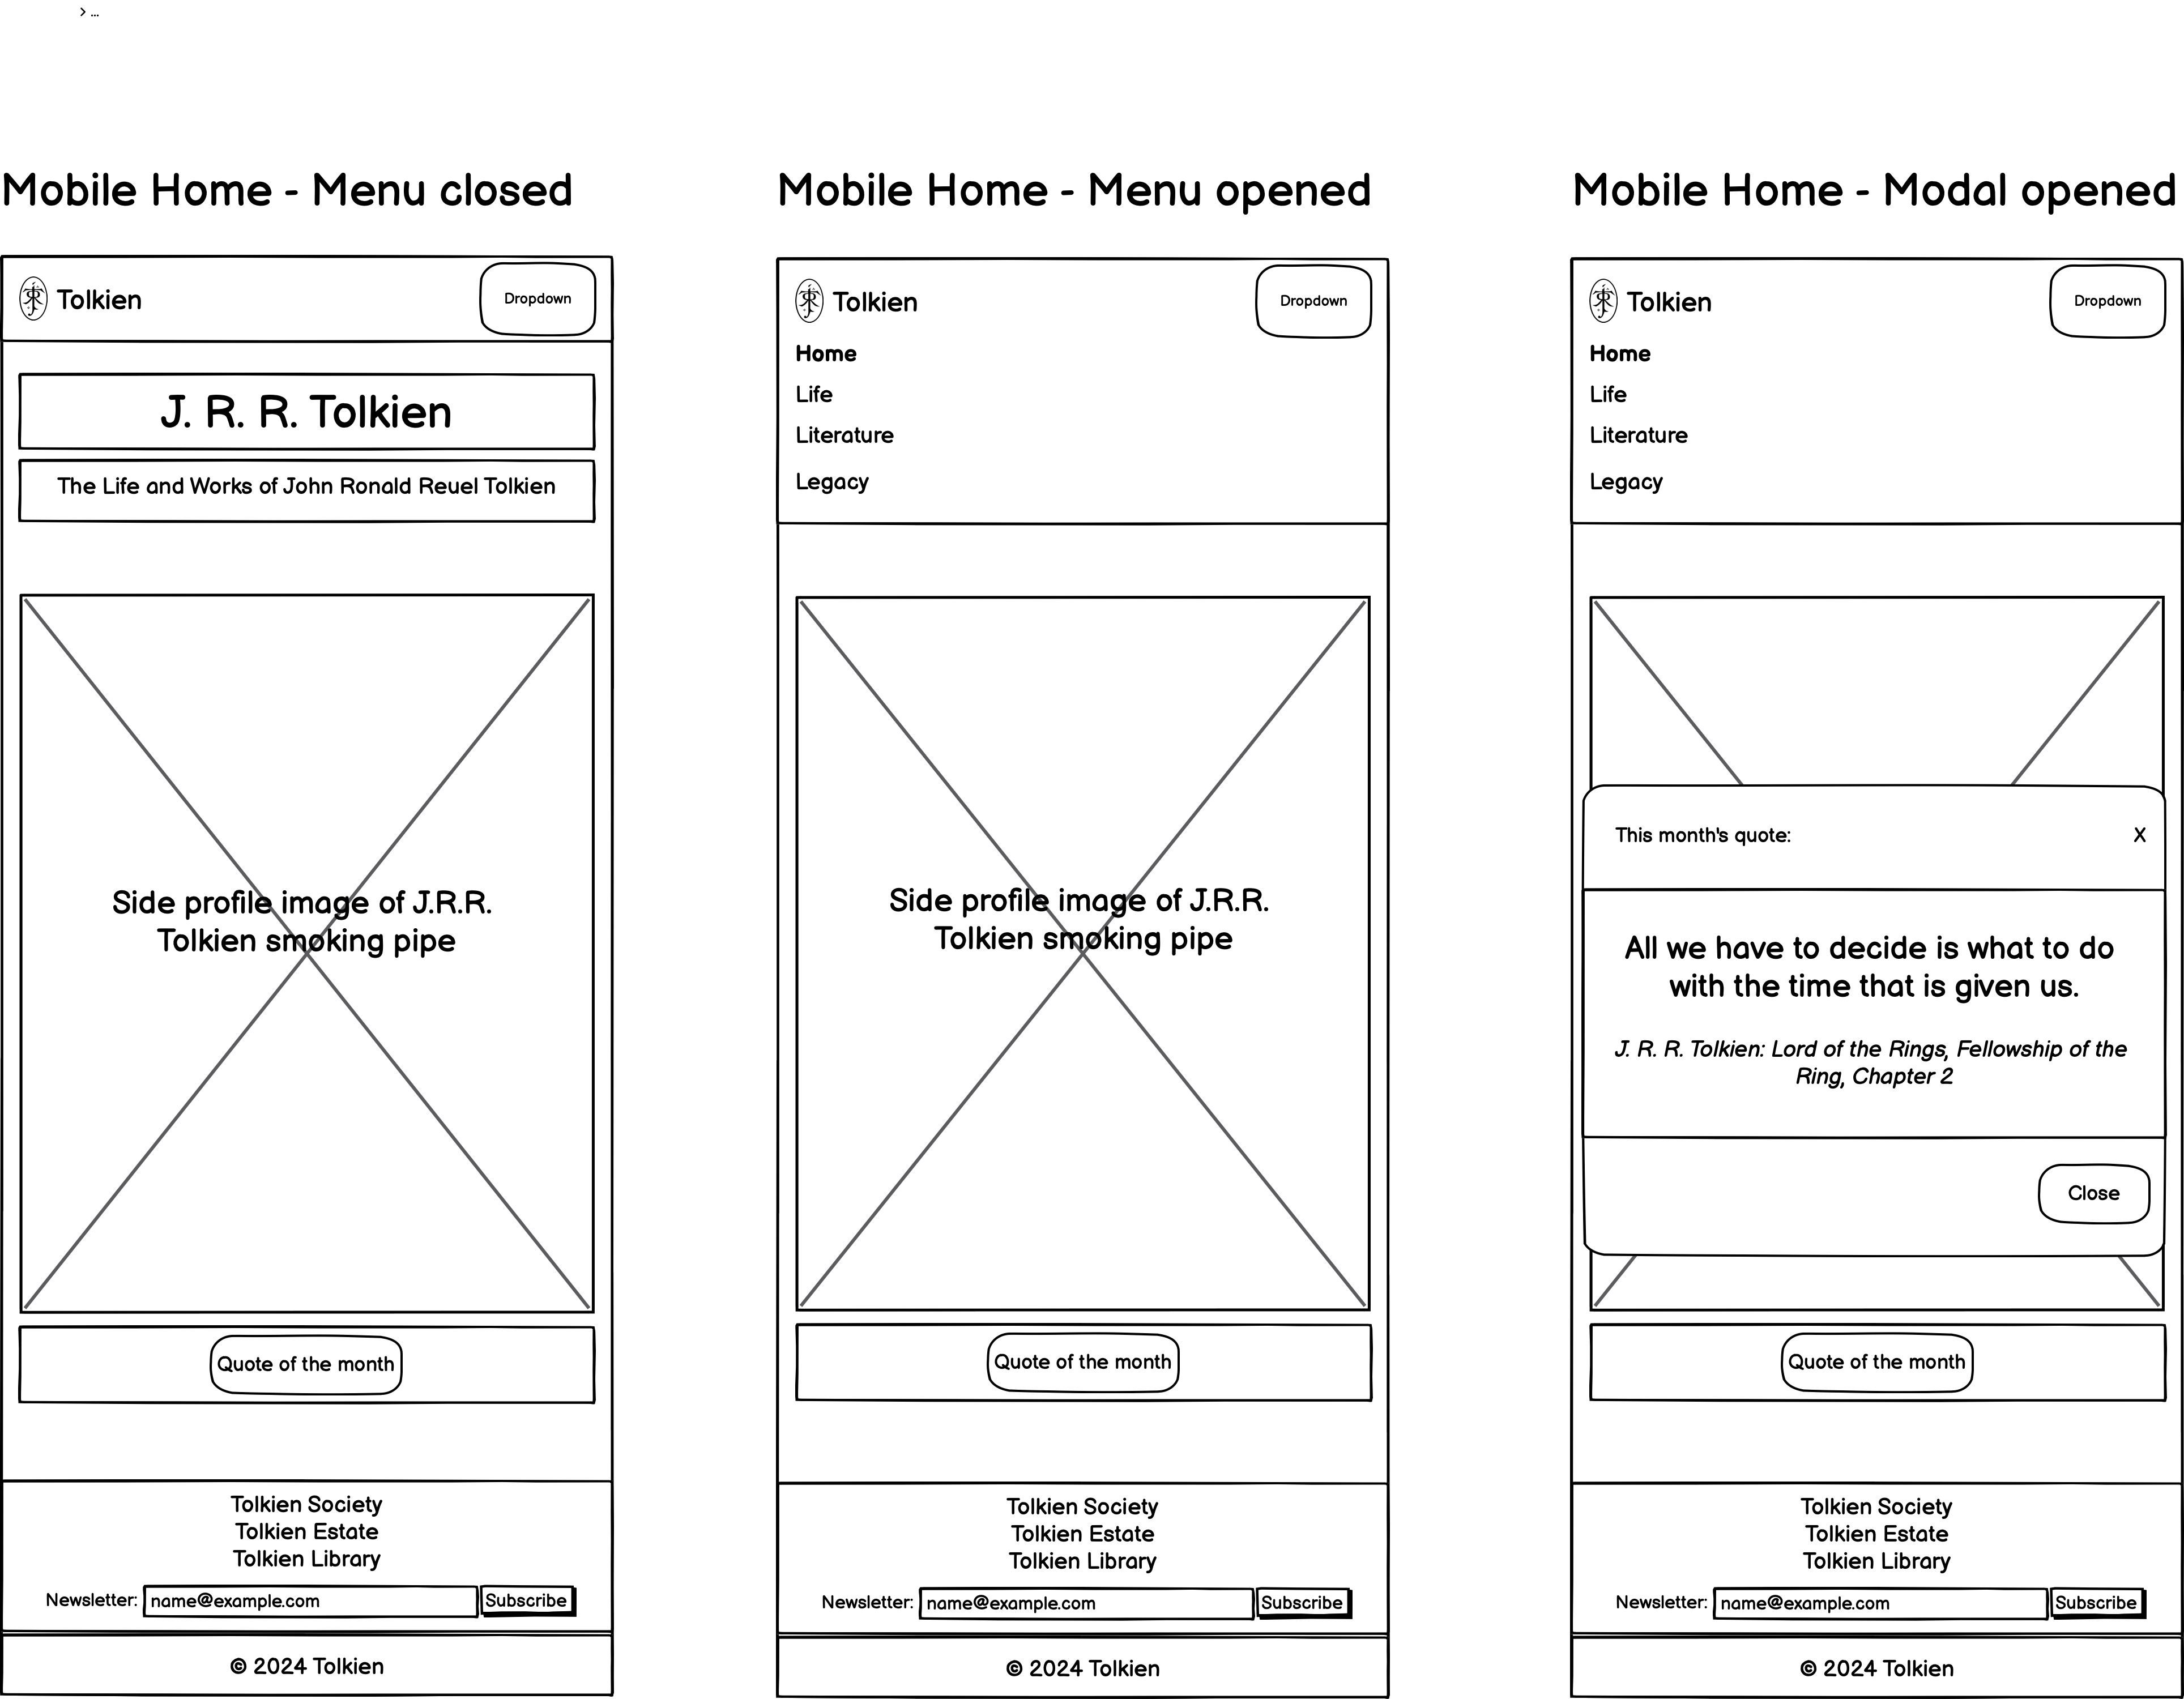 > ...
Mobile Home - Menu closed
Tolkien
Dropdown
J. R. R. Tolkien
The Life and Works of John Ronald Reuel Tolkien
Side profile image of J.R.R.
Tolkien smoking pipe
Quote of the month
Tolkien Society
Tolkien Estate
Tolkien Library
Newsletter: name@example.com Subscribe
© 2024 Tolkien
Mobile Home - Menu opened
Tolkien
Dropdown
Home
Life
Literature
Legacy
Side profile image of J.R.R.
Tolkien smoking pipe
Quote of the month
Tolkien Society
Tolkien Estate
Tolkien Library
Newsletter: name@example.com Subscribe
© 2024 Tolkien
Mobile Home - Modal opened
Tolkien
Dropdown
Home
Life
Literature
Legacy
This month's quote: X
All we have to decide is what to do
with the time that is given us.
J. R. R. Tolkien: Lord of the Rings, Fellowship of the
Ring, Chapter 2
Close
Quote of the month
Tolkien Society
Tolkien Estate
Tolkien Library
Newsletter: name@example.com Subscribe
© 2024 Tolkien